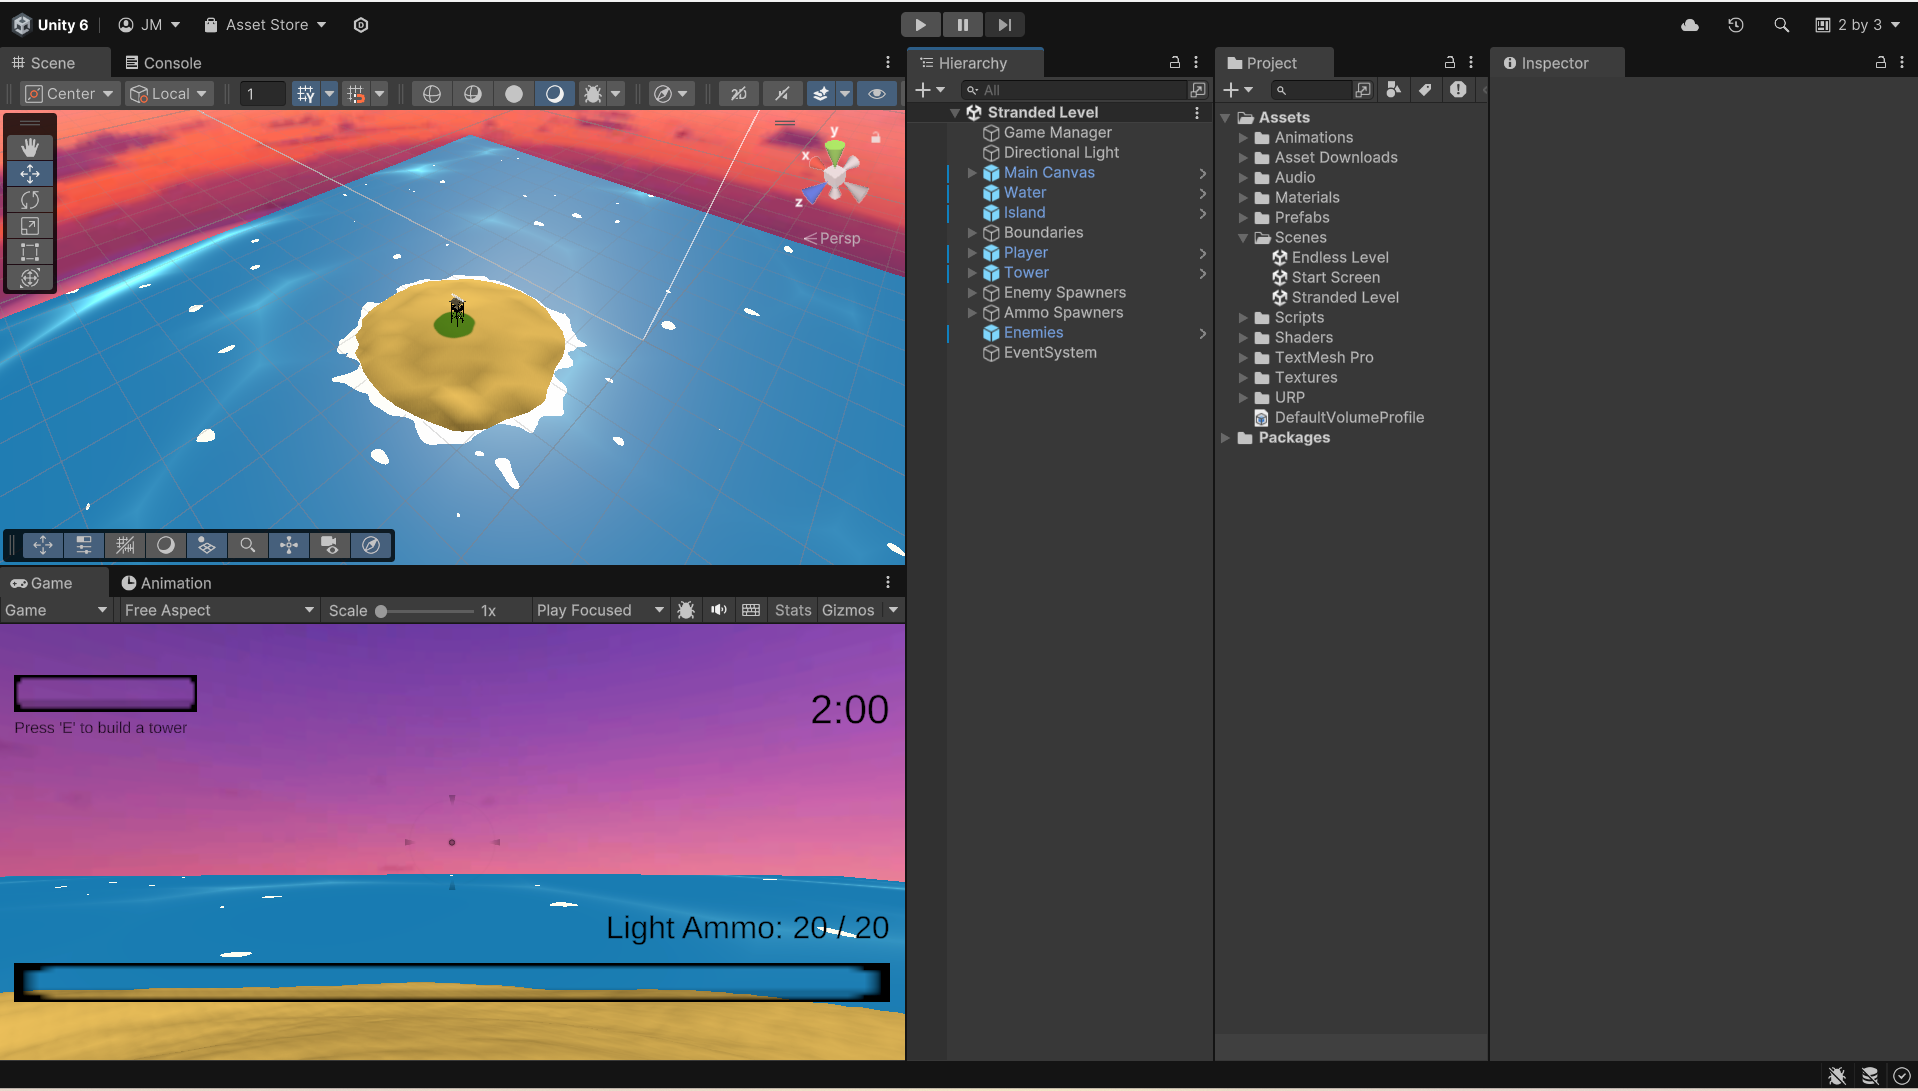 Unity 6 JM Asset Store 2 by 3
Scene Console
Center Local 1 2D
y
x
z
Persp
Game Animation
Game Free Aspect Scale 1x Play Focused Stats Gizmos
2:00
Press 'E' to build a tower
Light Ammo: 20 / 20
Hierarchy
All
Stranded Level
Game Manager
Directional Light
Main Canvas
Water
Island
Boundaries
Player
Tower
Enemy Spawners
Ammo Spawners
Enemies
EventSystem
Project
Assets
Animations
Asset Downloads
Audio
Materials
Prefabs
Scenes
Endless Level
Start Screen
Stranded Level
Scripts
Shaders
TextMesh Pro
Textures
URP
DefaultVolumeProfile
Packages
Inspector